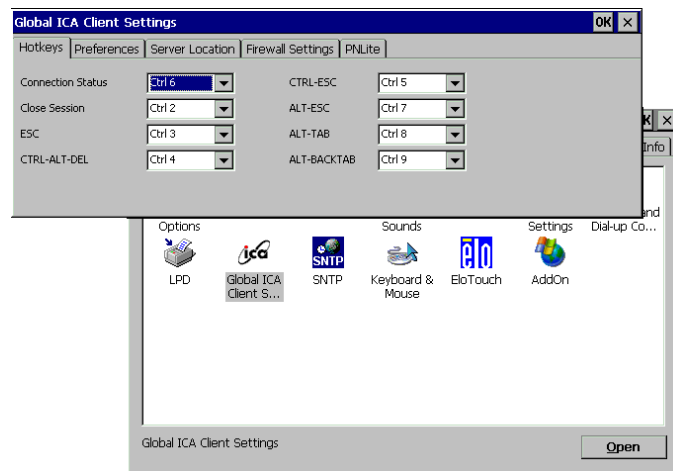 Global ICA Client Settings OK ×
Hotkeys Preferences Server Location Firewall Settings PNLite
Connection Status Ctrl 6 CTRL-ESC Ctrl 5
Close Session Ctrl 2 ALT-ESC Ctrl 7
ESC Ctrl 3 ALT-TAB Ctrl 8
CTRL-ALT-DEL Ctrl 4 ALT-BACKTAB Ctrl 9
K ×
Info
nd
Options Sounds Settings Dial-up Co...
ica SNTP elo
LPD Global ICA SNTP Keyboard & EloTouch AddOn
Client S... Mouse
Global ICA Client Settings Open